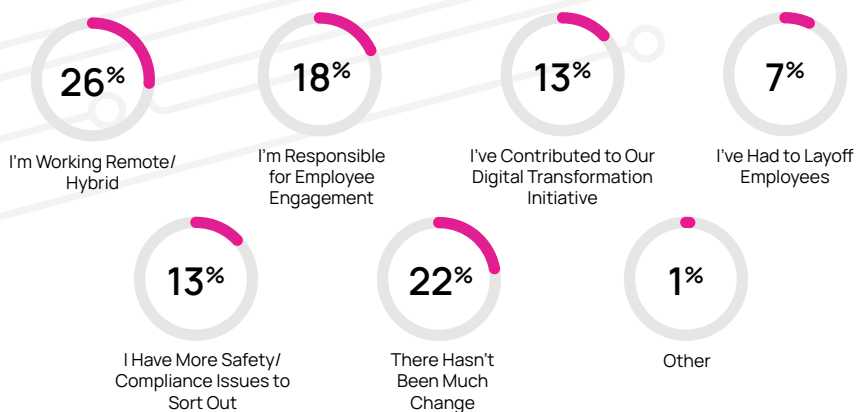 26%
I'm Working Remote/
Hybrid
18%
I'm Responsible
for Employee
Engagement
13%
I've Contributed to Our
Digital Transformation
Initiative
7%
I've Had to Layoff
Employees
13%
I Have More Safety/
Compliance Issues to
Sort Out
22%
There Hasn't
Been Much
Change
1%
Other